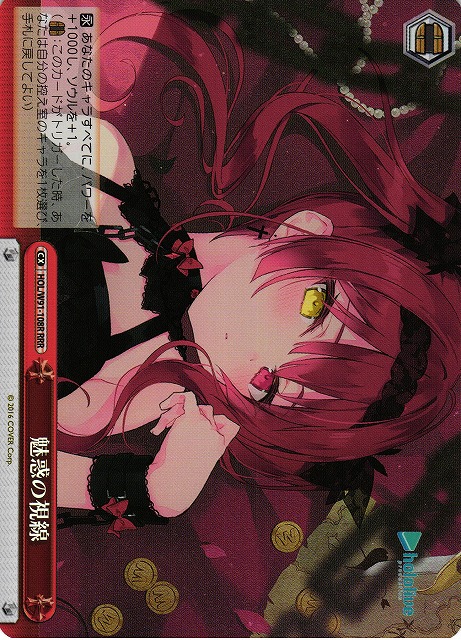 【永】 あなたのキャラすべてに、パワーを
+1000し、ソウルを+1。
（：このカードがトリガーした時、あ
なたは自分の控え室のキャラを1枚選び、
手札に戻してよい）
CX HOL/W91-108R RRR
魅惑の視線
© 2016 COVER Corp.
hololive
production